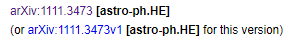 arXiv:1111.3473 [astro-ph.HE]
(or arXiv:1111.3473v1 [astro-ph.HE] for this version)